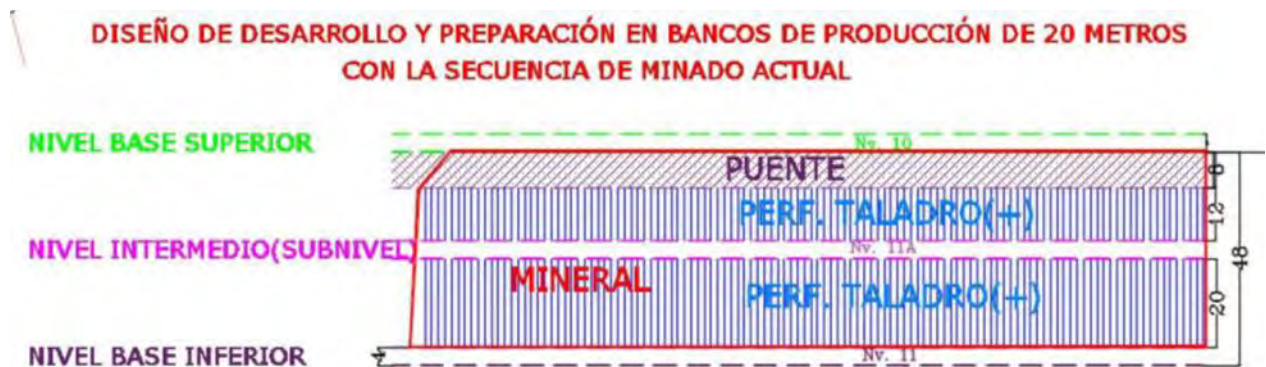 DISEÑO DE DESARROLLO Y PREPARACIÓN EN BANCOS DE PRODUCCIÓN DE 20 METROS
CON LA SECUENCIA DE MINADO ACTUAL
NIVEL BASE SUPERIOR
Nv. 10
PUENTE
8
PERF. TALADRO(+)
12
NIVEL INTERMEDIO(SUBNIVEL)
Nv. 11A
48
MINERAL
PERF. TALADRO(+)
20
NIVEL BASE INFERIOR
4
Nv. 11